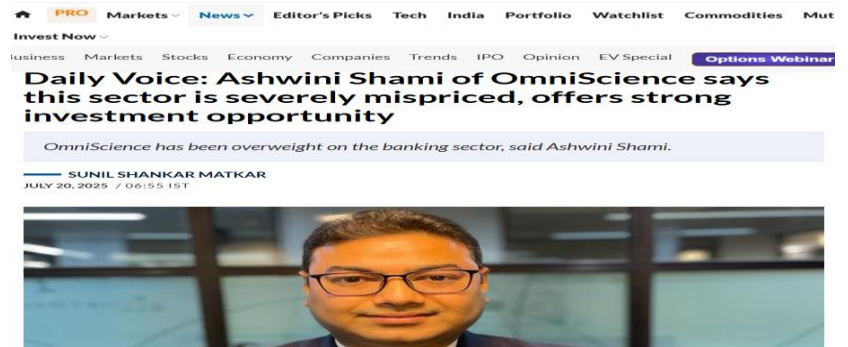 PRO Markets News Editor's Picks Tech India Portfolio Watchlist Commodities Mut
Invest Now
usiness Markets Stocks Economy Companies Trends IPO Opinion EV Special Options Webinar
Daily Voice: Ashwini Shami of OmniScience says
this sector is severely mispriced, offers strong
investment opportunity
OmniScience has been overweight on the banking sector, said Ashwini Shami.
SUNIL SHANKAR MATKAR
JULY 20, 2025 / 06:55 IST